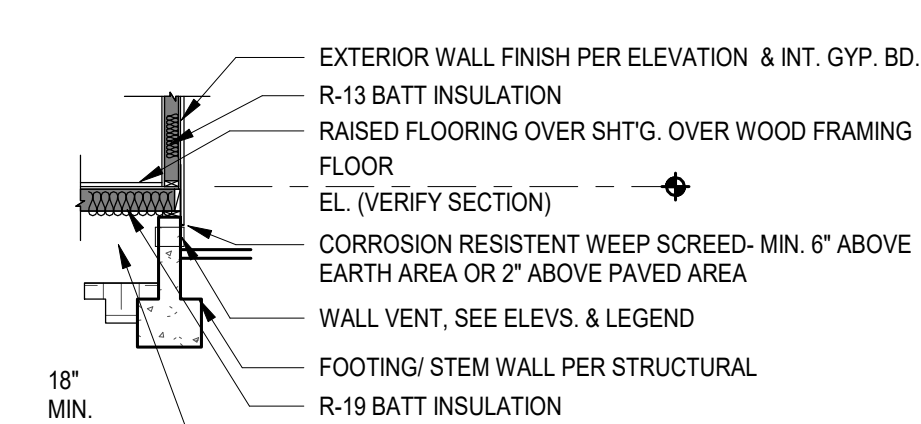 EXTERIOR WALL FINISH PER ELEVATION & INT. GYP. BD.
R-13 BATT INSULATION
RAISED FLOORING OVER SHT'G. OVER WOOD FRAMING
FLOOR
EL. (VERIFY SECTION)
CORROSION RESISTENT WEEP SCREED- MIN. 6" ABOVE
EARTH AREA OR 2" ABOVE PAVED AREA
WALL VENT, SEE ELEVS. & LEGEND
FOOTING/ STEM WALL PER STRUCTURAL
R-19 BATT INSULATION
18"
MIN.